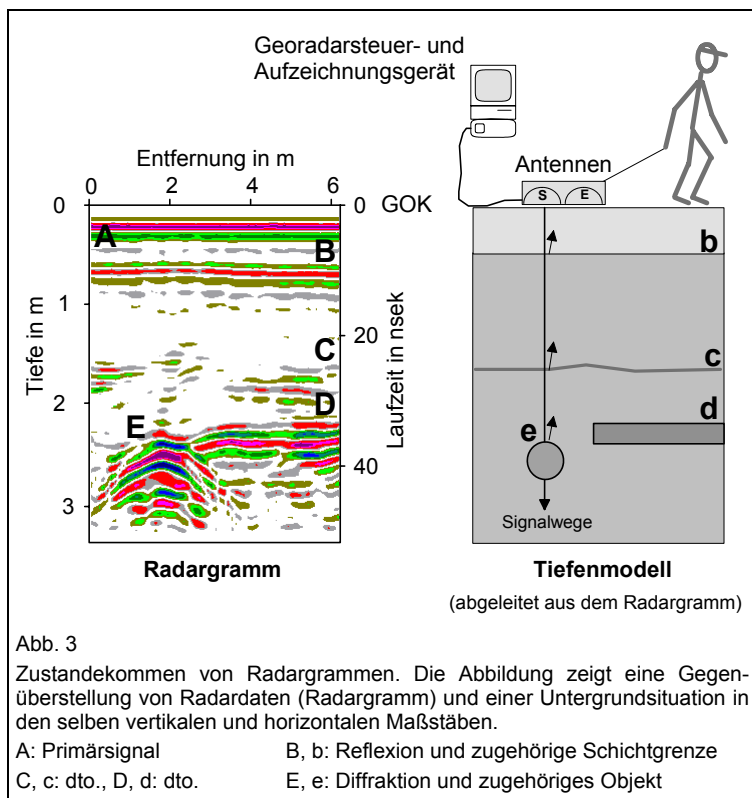 Georadarsteuer- und
Aufzeichnungsgerät
Entfernung in m
0 2 4 6
Antennen
S E
0 0 GOK
A B
b
1
Tiefe in m
20
Laufzeit in nsek
C
c
2
D
d
E
e
40
3
Signalwege
Radargramm
Tiefenmodell
(abgeleitet aus dem Radargramm)
Abb. 3
Zustandekommen von Radargrammen. Die Abbildung zeigt eine Gegen-
überstellung von Radardaten (Radargramm) und einer Untergrundsituation in
den selben vertikalen und horizontalen Maßstäben.
A: Primärsignal B, b: Reflexion und zugehörige Schichtgrenze
C, c: dto., D, d: dto. E, e: Diffraktion und zugehöriges Objekt